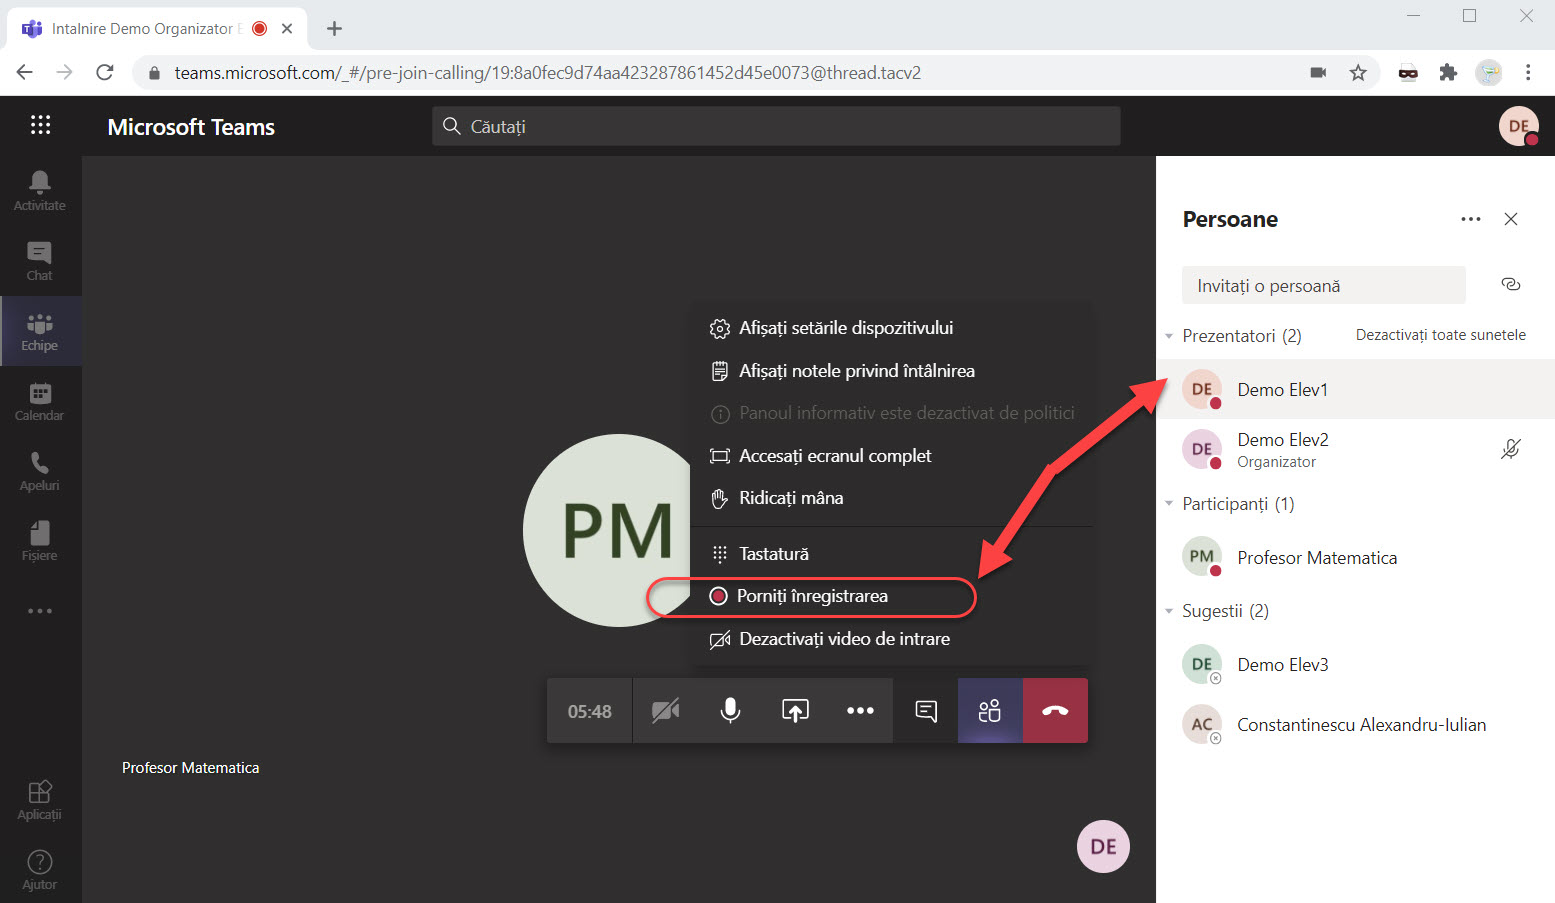 Intalnire Demo Organizator
teams.microsoft.com/_#/pre-join-calling/19:8a0fec9d74aa423287861452d45e0073@thread.tacv2
Microsoft Teams
Căutați
DE
Activitate
Chat
Echipe
Calendar
Apeluri
Fișiere
Aplicații
Ajutor
PM
Afișați setările dispozitivului
Afișați notele privind întâlnirea
Panoul informativ este dezactivat de politici
Accesați ecranul complet
Ridicați mâna
Tastatură
Porniți înregistrarea
Dezactivați video de intrare
05:48
Profesor Matematica
DE
Persoane
Invitați o persoană
Prezentatori (2) Dezactivați toate sunetele
DE Demo Elev1
DE Demo Elev2
Organizator
Participanți (1)
PM Profesor Matematica
Sugestii (2)
DE Demo Elev3
AC Constantinescu Alexandru-Iulian